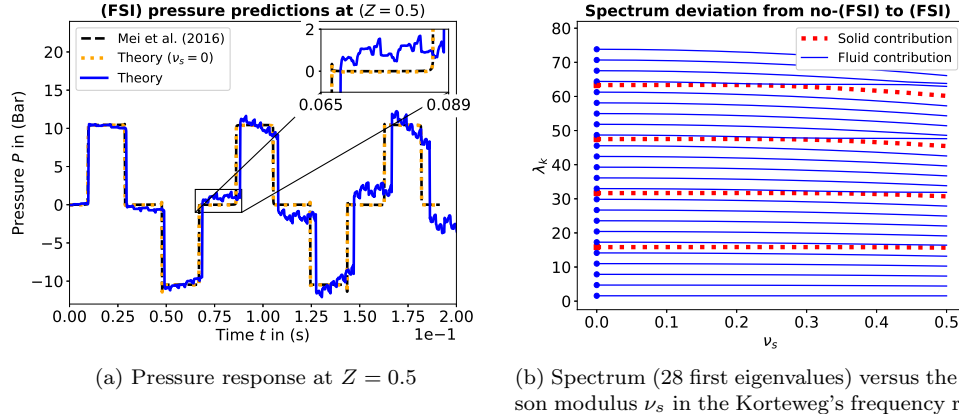 (FSI) pressure predictions at (Z = 0.5)
Mei et al. (2016)
Theory (νs = 0)
Theory
20
15
10
5
0
−5
−10
Pressure P in (Bar)
2
0
0.065
0.089
0.00 0.25 0.50 0.75 1.00 1.25 1.50 1.75 2.00
1e−1
Time t in (s)
(a) Pressure response at Z = 0.5
Spectrum deviation from no-(FSI) to (FSI)
Solid contribution
Fluid contribution
80
70
60
50
40
30
20
10
0
λk
0.0 0.1 0.2 0.3 0.4 0.5
νs
(b) Spectrum (28 first eigenvalues) versus the
son modulus νs in the Korteweg's frequency